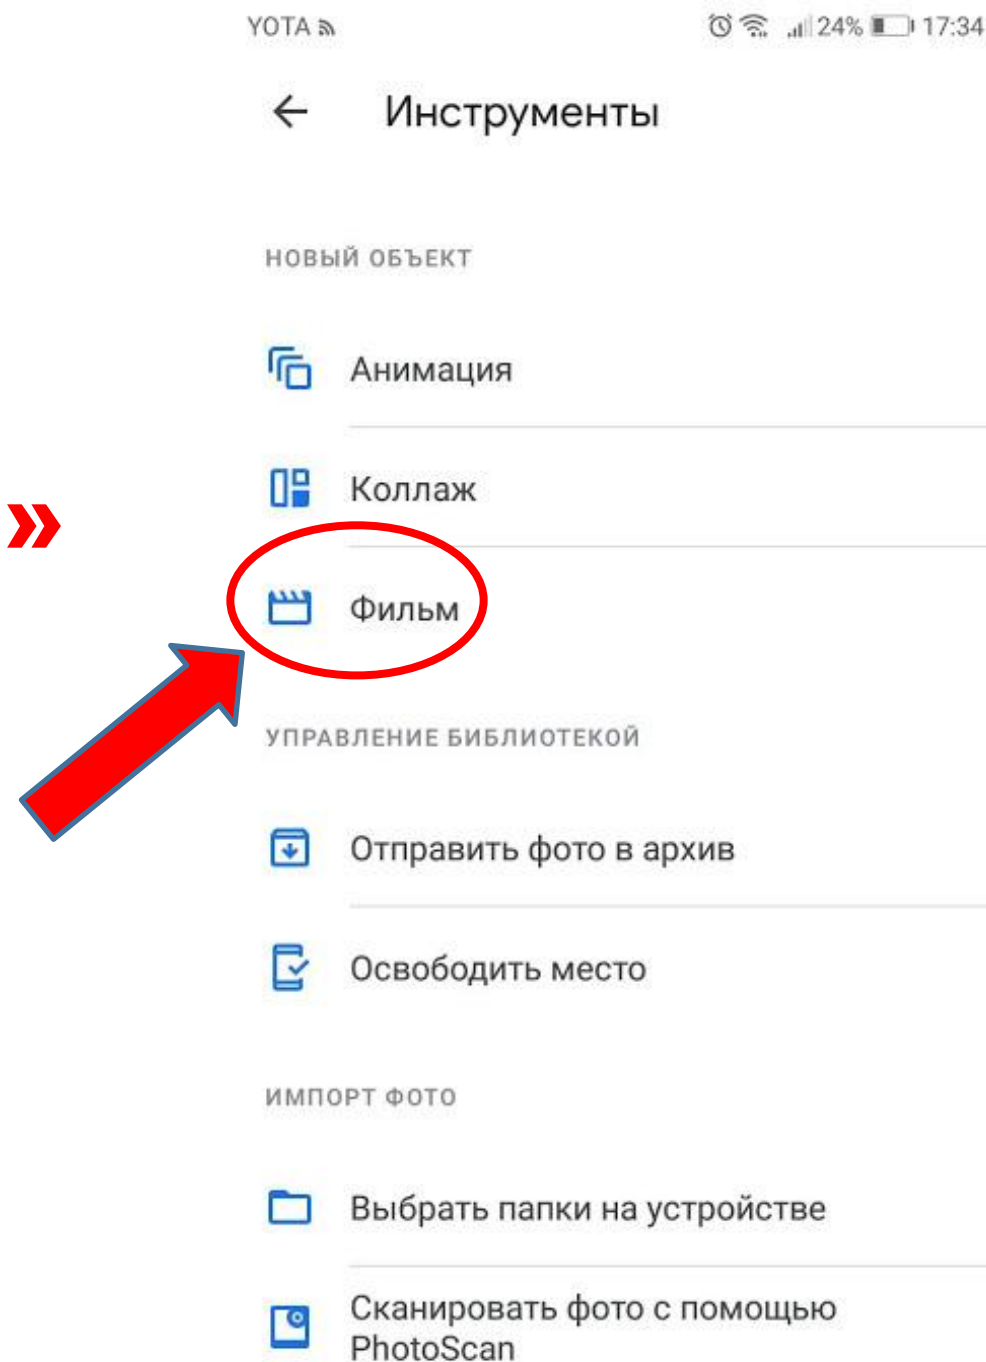 YOTA 24% 17:34
Инструменты
НОВЫЙ ОБЪЕКТ
Анимация
Коллаж
»
Фильм
УПРАВЛЕНИЕ БИБЛИОТЕКОЙ
Отправить фото в архив
Освободить место
ИМПОРТ ФОТО
Выбрать папки на устройстве
Сканировать фото с помощью
PhotoScan